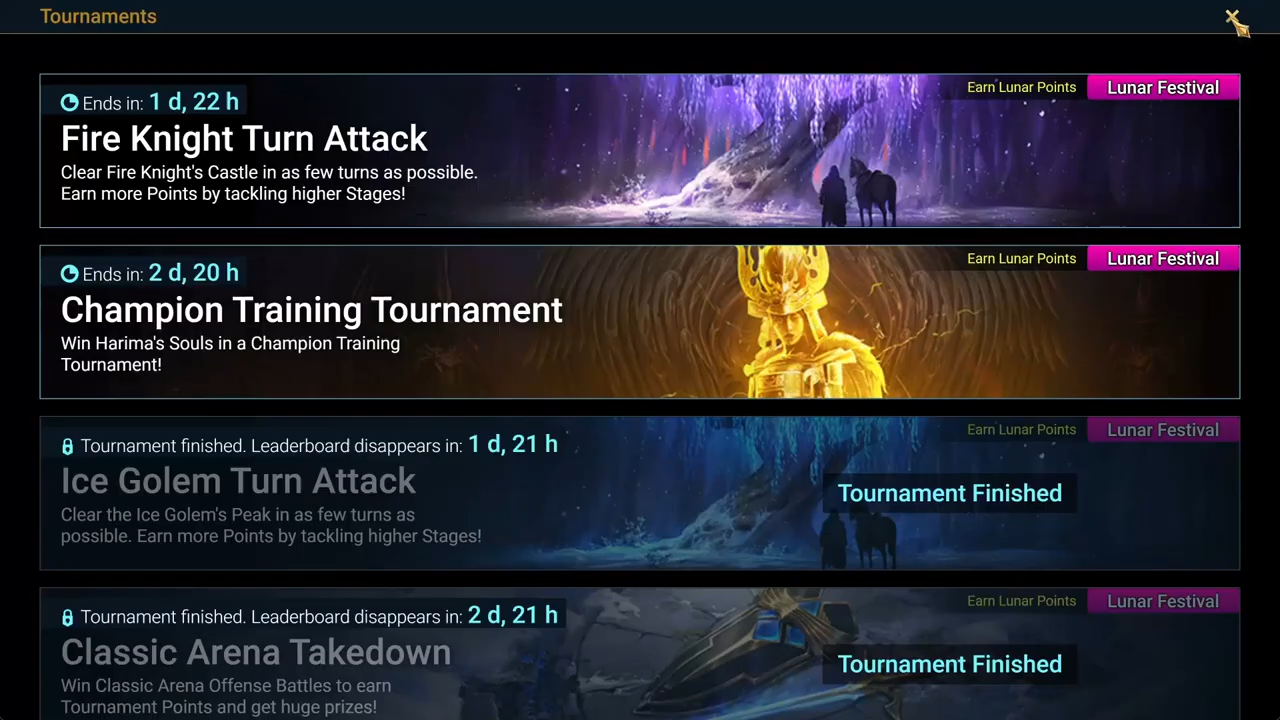 Tournaments
Ends in: 1 d, 22 h
Earn Lunar Points
Lunar Festival
Fire Knight Turn Attack
Clear Fire Knight's Castle in as few turns as possible.
Earn more Points by tackling higher Stages!
Ends in: 2 d, 20 h
Earn Lunar Points
Lunar Festival
Champion Training Tournament
Win Harima's Souls in a Champion Training
Tournament!
Tournament finished. Leaderboard disappears in: 1 d, 21 h
Earn Lunar Points
Lunar Festival
Ice Golem Turn Attack
Tournament Finished
Clear the Ice Golem's Peak in as few turns as
possible. Earn more Points by tackling higher Stages!
Tournament finished. Leaderboard disappears in: 2 d, 21 h
Earn Lunar Points
Lunar Festival
Classic Arena Takedown
Tournament Finished
Win Classic Arena Offense Battles to earn
Tournament Points and get huge prizes!